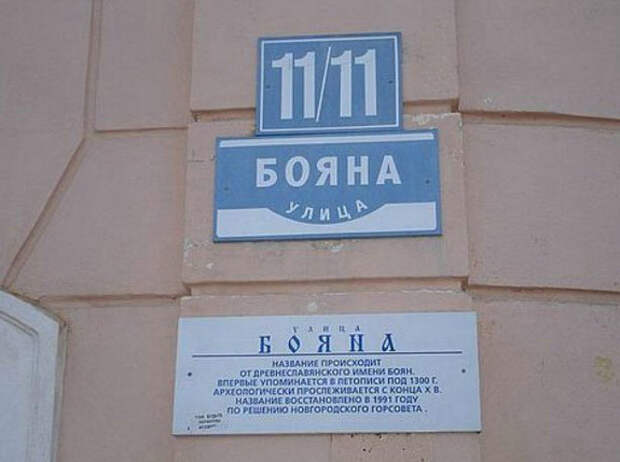 11/11
БОЯНА
УЛИЦА
УЛИЦА
БОЯНА
НАЗВАНИЕ ПРОИСХОДИТ
ОТ ДРЕВНЕСЛАВЯНСКОГО ИМЕНИ БОЯН.
ВПЕРВЫЕ УПОМИНАЕТСЯ В ЛЕТОПИСИ ПОД 1300 Г.
АРХЕОЛОГИЧЕСКИ ПРОСЛЕЖИВАЕТСЯ С КОНЦА X В.
НАЗВАНИЕ ВОССТАНОВЛЕНО В 1991 ГОДУ
ПО РЕШЕНИЮ НОВГОРОДСКОГО ГОРСОВЕТА .